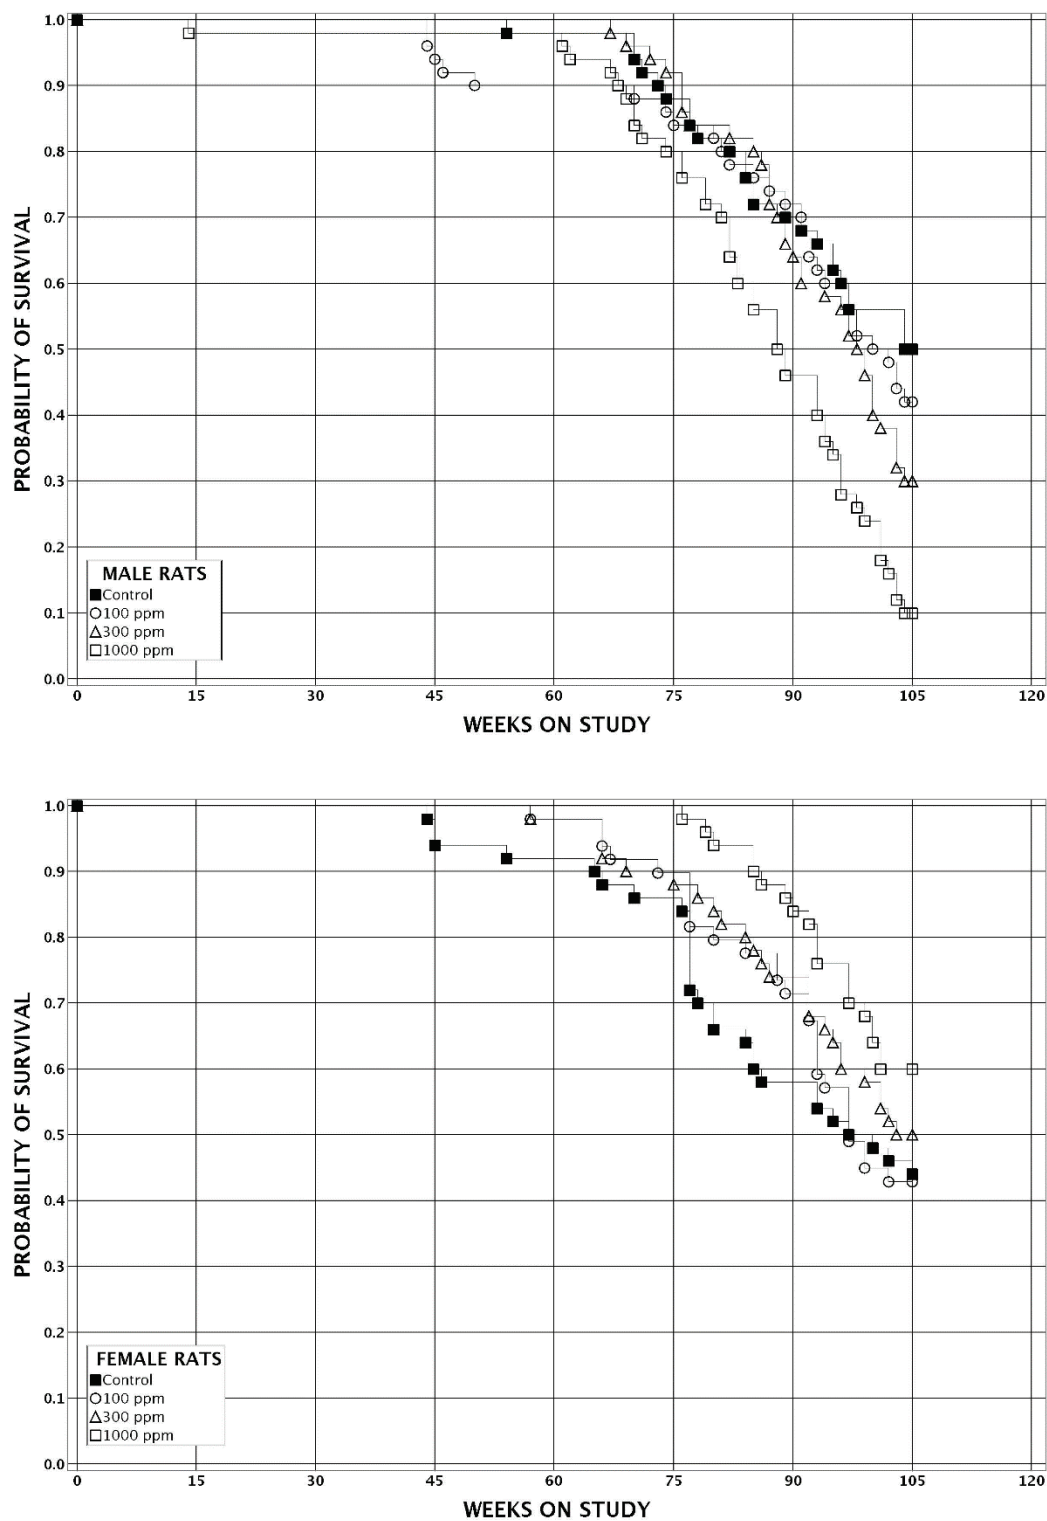 PROBABILITY OF SURVIVAL
1.0
0.9
0.8
0.7
0.6
0.5
0.4
0.3
0.2
0.1
0.0
MALE RATS
Control
100 ppm
300 ppm
1000 ppm
0 15 30 45 60 75 90 105 120
WEEKS ON STUDY
PROBABILITY OF SURVIVAL
1.0
0.9
0.8
0.7
0.6
0.5
0.4
0.3
0.2
0.1
0.0
FEMALE RATS
Control
100 ppm
300 ppm
1000 ppm
0 15 30 45 60 75 90 105 120
WEEKS ON STUDY